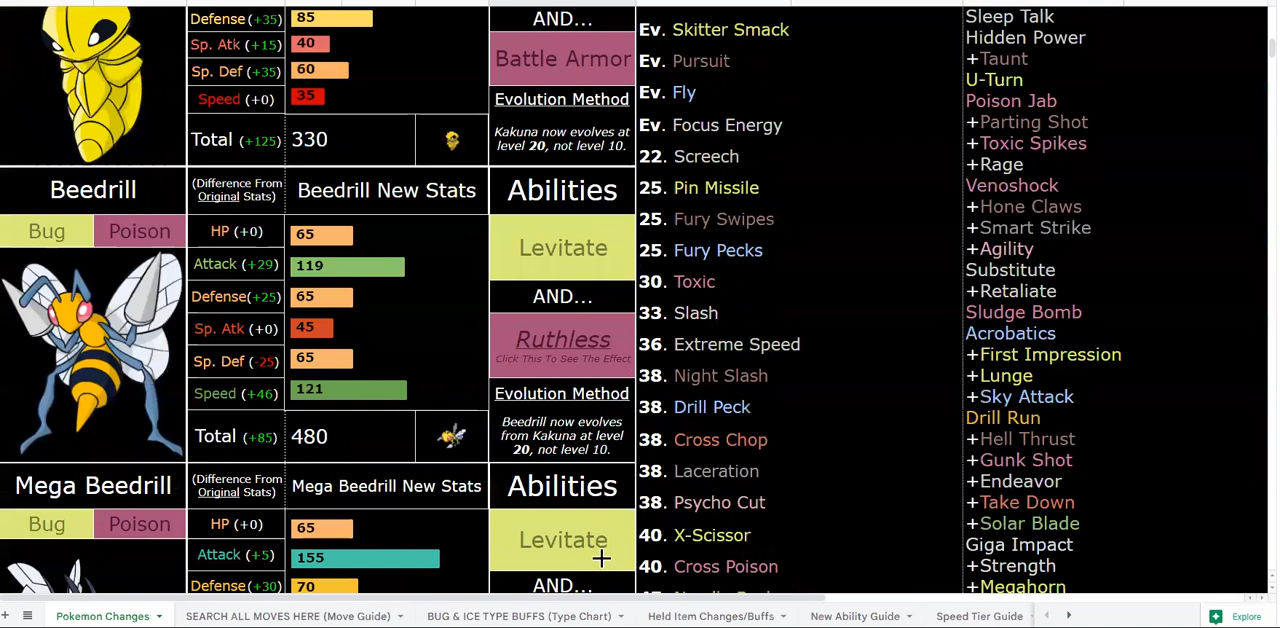 Defense (+35) 85
AND...
Sp. Atk (+15) 40
Battle Armor
Sp. Def (+35) 60
Speed (+0) 35
Evolution Method
Total (+125) 330
Kakuna now evolves at
level 20, not level 10.
Beedrill
(Difference From
Original Stats)
Beedrill New Stats
Abilities
Bug Poison
HP (+0) 65
Levitate
Attack (+29) 119
Defense(+25) 65
AND...
Sp. Atk (+0) 45
Ruthless
Click This To See The Effect
Sp. Def (-25) 65
Speed (+46) 121
Evolution Method
Total (+85) 480
Beedrill now evolves
from Kakuna at level
20, not level 10.
Mega Beedrill
(Difference From
Original Stats)
Mega Beedrill New Stats
Abilities
Bug Poison
HP (+0) 65
Levitate
Attack (+5) 155
Defense (+30) 70
AND...
Ev. Skitter Smack
Ev. Pursuit
Ev. Fly
Ev. Focus Energy
22. Screech
25. Pin Missile
25. Fury Swipes
25. Fury Pecks
30. Toxic
33. Slash
36. Extreme Speed
38. Night Slash
38. Drill Peck
38. Cross Chop
38. Laceration
38. Psycho Cut
40. X-Scissor
40. Cross Poison
Sleep Talk
Hidden Power
+Taunt
U-Turn
Poison Jab
+Parting Shot
+Toxic Spikes
+Rage
Venoshock
+Hone Claws
+Smart Strike
+Agility
Substitute
+Retaliate
Sludge Bomb
Acrobatics
+First Impression
+Lunge
+Sky Attack
Drill Run
+Hell Thrust
+Gunk Shot
+Endeavor
+Take Down
+Solar Blade
Giga Impact
+Strength
+Megahorn
Pokemon Changes
SEARCH ALL MOVES HERE (Move Guide)
BUG & ICE TYPE BUFFS (Type Chart)
Held Item Changes/Buffs
New Ability Guide
Speed Tier Guide
Explore